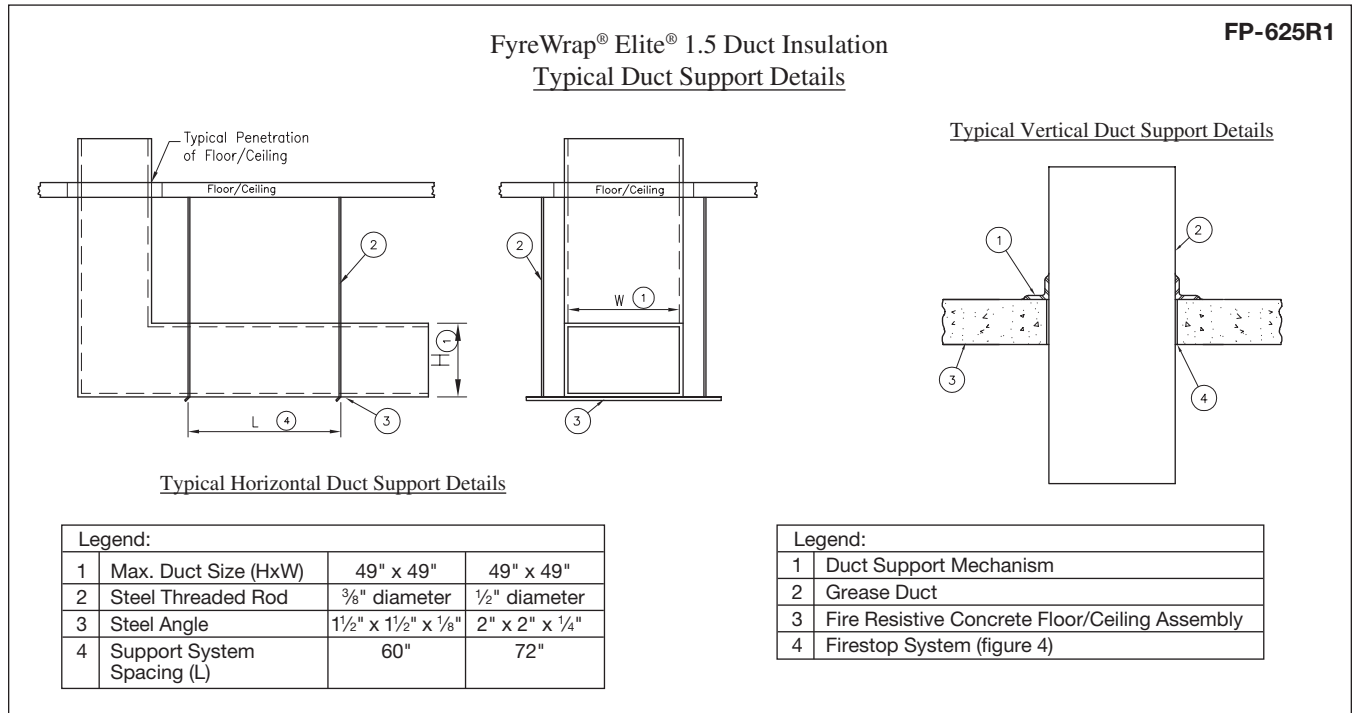 FP-625R1
FyreWrap® Elite® 1.5 Duct Insulation
Typical Duct Support Details
Typical Penetration
of Floor/Ceiling
Floor/Ceiling
2
H 1
L 4
3
Floor/Ceiling
2
W 1
3
Typical Horizontal Duct Support Details
Typical Vertical Duct Support Details
1
2
3
4
Legend:
1 Max. Duct Size (HxW) 49" x 49" 49" x 49"
2 Steel Threaded Rod ⅜" diameter ½" diameter
3 Steel Angle 1½" x 1½" x ⅛" 2" x 2" x ¼"
4 Support System 60" 72"
Spacing (L)
Legend:
1 Duct Support Mechanism
2 Grease Duct
3 Fire Resistive Concrete Floor/Ceiling Assembly
4 Firestop System (figure 4)